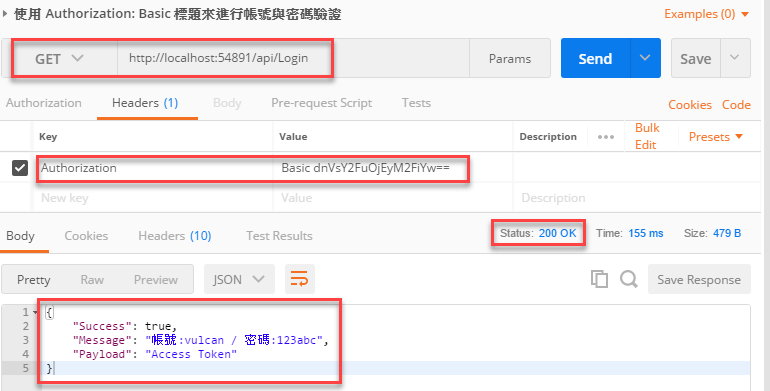 使用 Authorization: Basic 標題來進行帳號與密碼驗證 Examples (0)
GET http://localhost:54891/api/Login Params Send Save
Authorization Headers (1) Body Pre-request Script Tests Cookies Code
Key Value Description ••• Bulk Edit Presets
Authorization Basic dnVsY2FuOjEyM2FiYw==
New key Value Description
Body Cookies Headers (10) Test Results Status: 200 OK Time: 155 ms Size: 479 B
Pretty Raw Preview JSON Save Response
1 {
2 "Success": true,
3 "Message": "帳號:vulcan / 密碼:123abc",
4 "Payload": "Access Token"
5 }